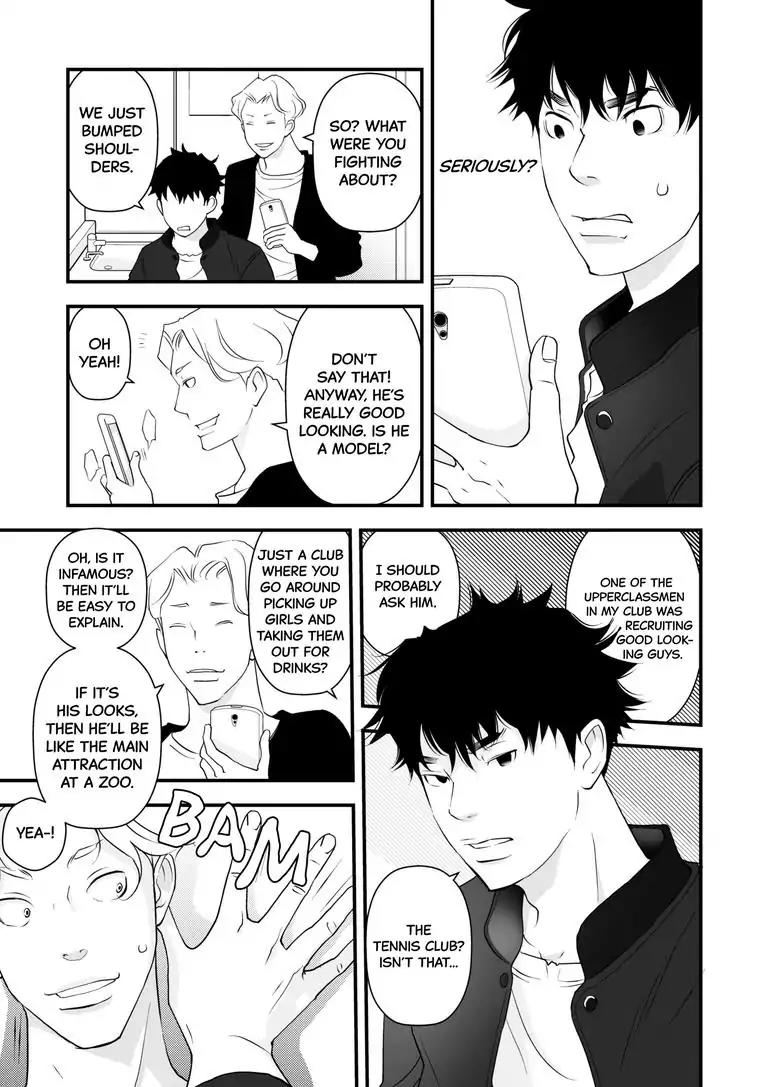 SERIOUSLY?
SO? WHAT
WERE YOU
FIGHTING
ABOUT?
WE JUST
BUMPED
SHOUL-
DERS.
DON'T
SAY THAT!
ANYWAY, HE'S
REALLY GOOD
LOOKING. IS HE
A MODEL?
OH
YEAH!
ONE OF THE
UPPERCLASSMEN
IN MY CLUB WAS
RECRUITING
GOOD LOOK-
ING GUYS.
I SHOULD
PROBABLY
ASK HIM.
THE
TENNIS CLUB?
ISN'T THAT...
JUST A CLUB
WHERE YOU
GO AROUND
PICKING UP
GIRLS AND
TAKING THEM
OUT FOR
DRINKS?
OH, IS IT
INFAMOUS?
THEN IT'LL
BE EASY TO
EXPLAIN.
IF IT'S
HIS LOOKS,
THEN HE'LL BE
LIKE THE MAIN
ATTRACTION
AT A ZOO.
BAM
YEA-!